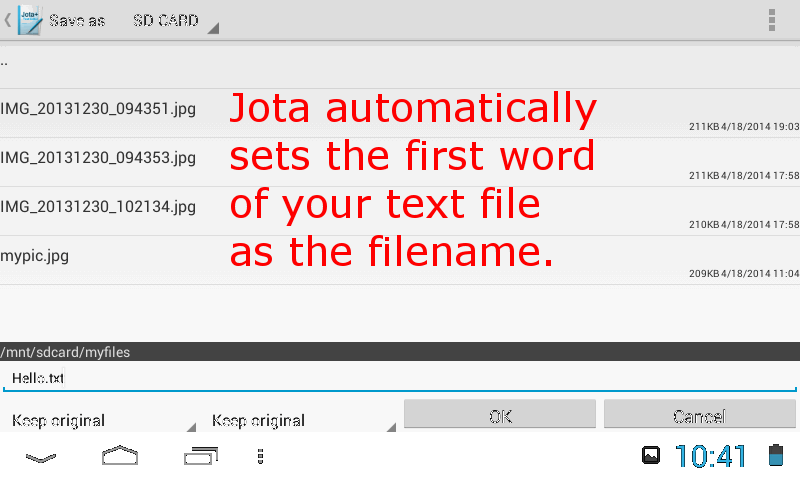 Jota+
Save as SD CARD
..
IMG_20131230_094351.jpg
211KB 4/18/2014 19:03
IMG_20131230_094353.jpg
211KB 4/18/2014 17:58
IMG_20131230_102134.jpg
210KB 4/18/2014 17:58
mypic.jpg
209KB 4/18/2014 11:04
Jota automatically
sets the first word
of your text file
as the filename.
/mnt/sdcard/myfiles
Hello.txt
Keep original Keep original OK Cancel
10:41